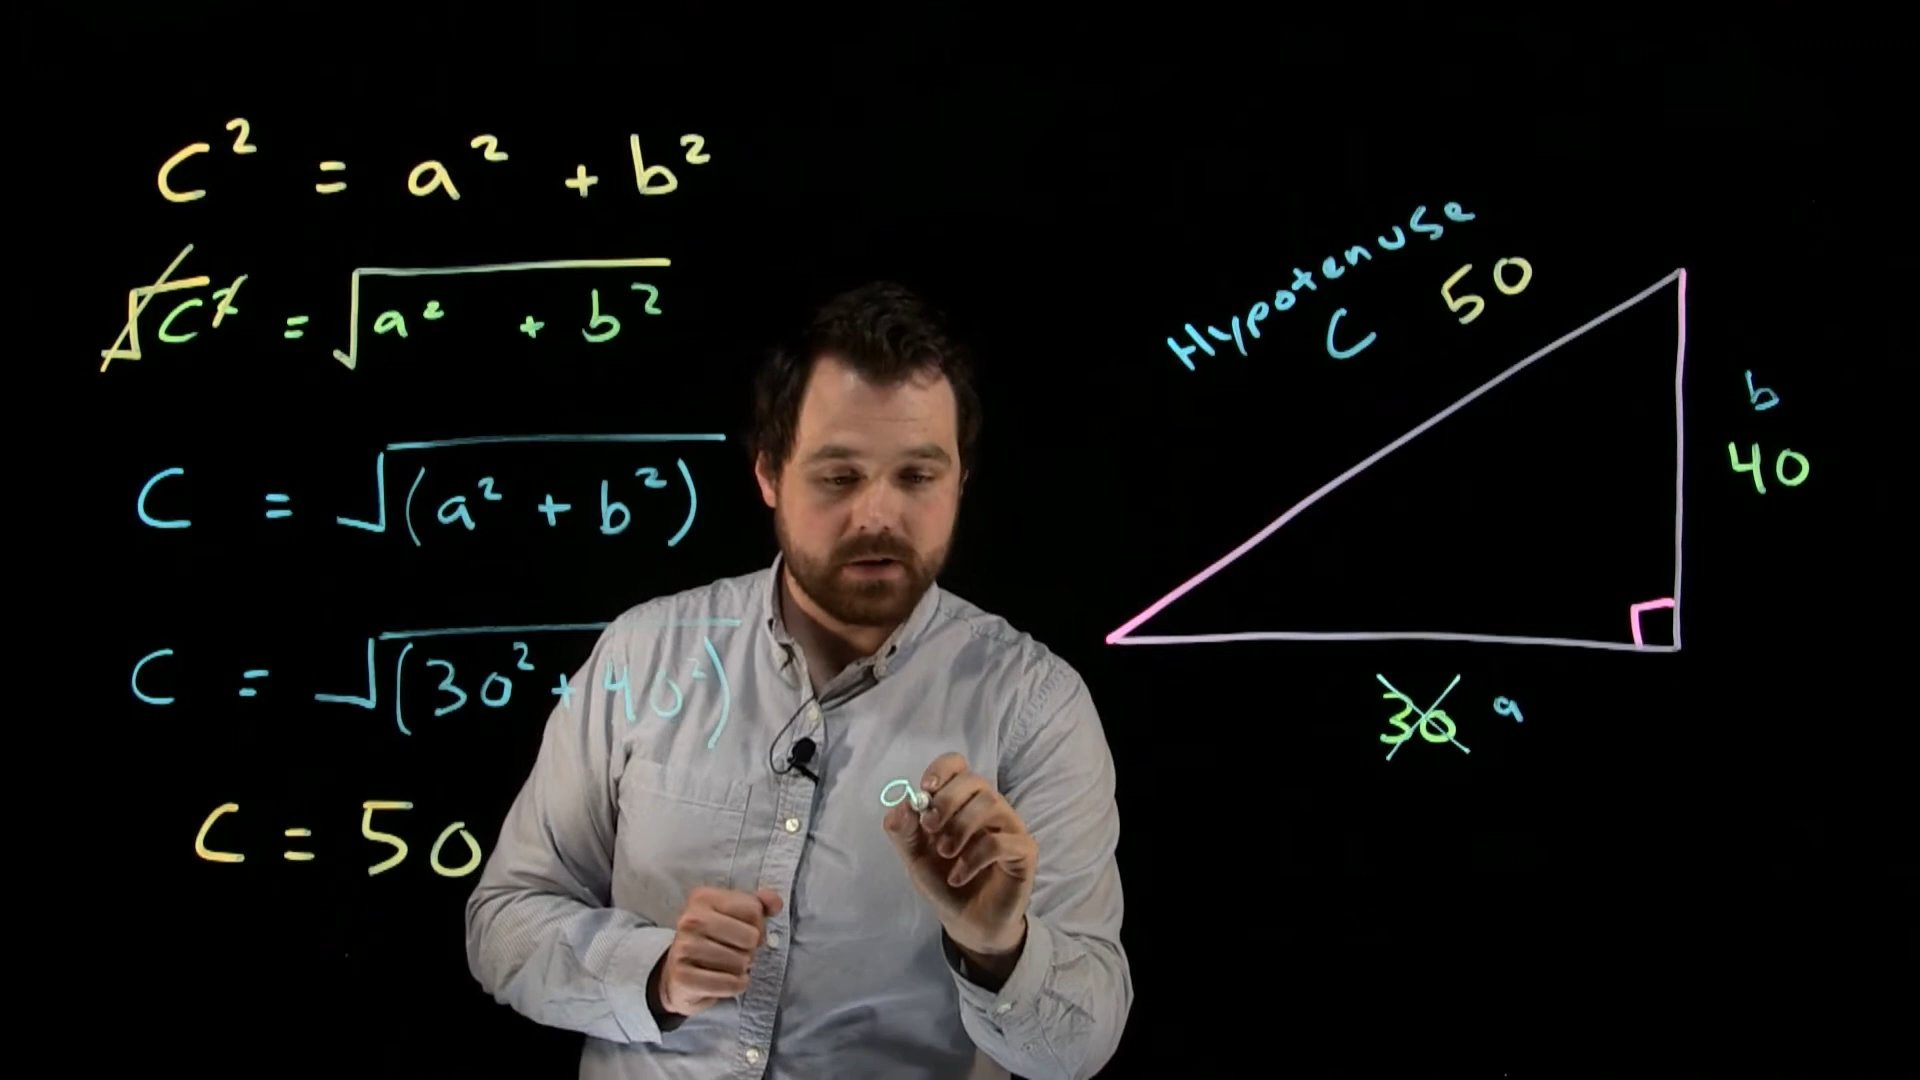 C² = a² + b²
√C² = √a² + b²
C = √(a² + b²)
C = √(30² + 40²)
C = 50
Hypotenuse
C 50
b
40
30 a
a